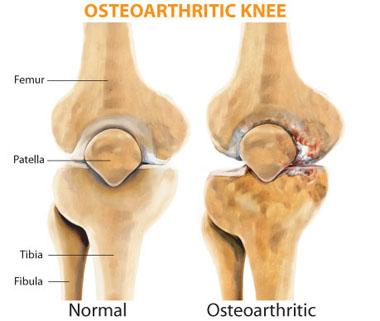 OSTEOARTHRITIC KNEE
Femur
Patella
Tibia
Fibula
Normal
Osteoarthritic